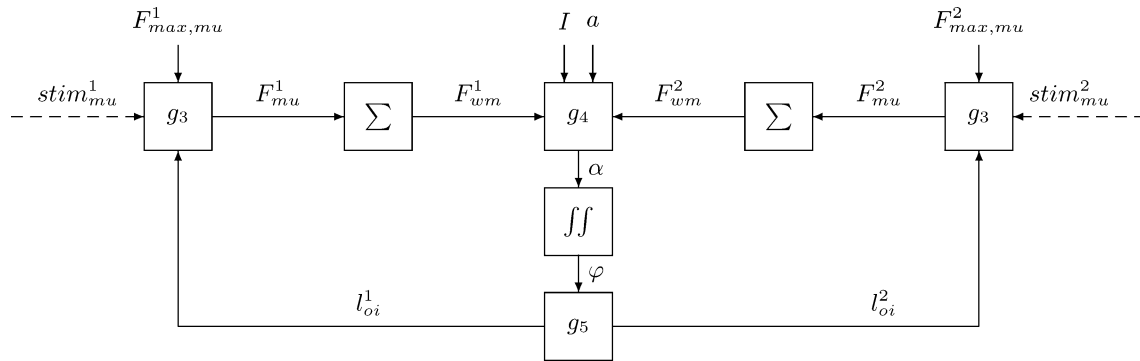 F^1_{max,mu} I a F^2_{max,mu}
stim^1_{mu} g_3 F^1_{mu} ∑ F^1_{wm} g_4 F^2_{wm} ∑ F^2_{mu} g_3 stim^2_{mu}
α
∫∫
φ
l^1_{oi} g_5 l^2_{oi}